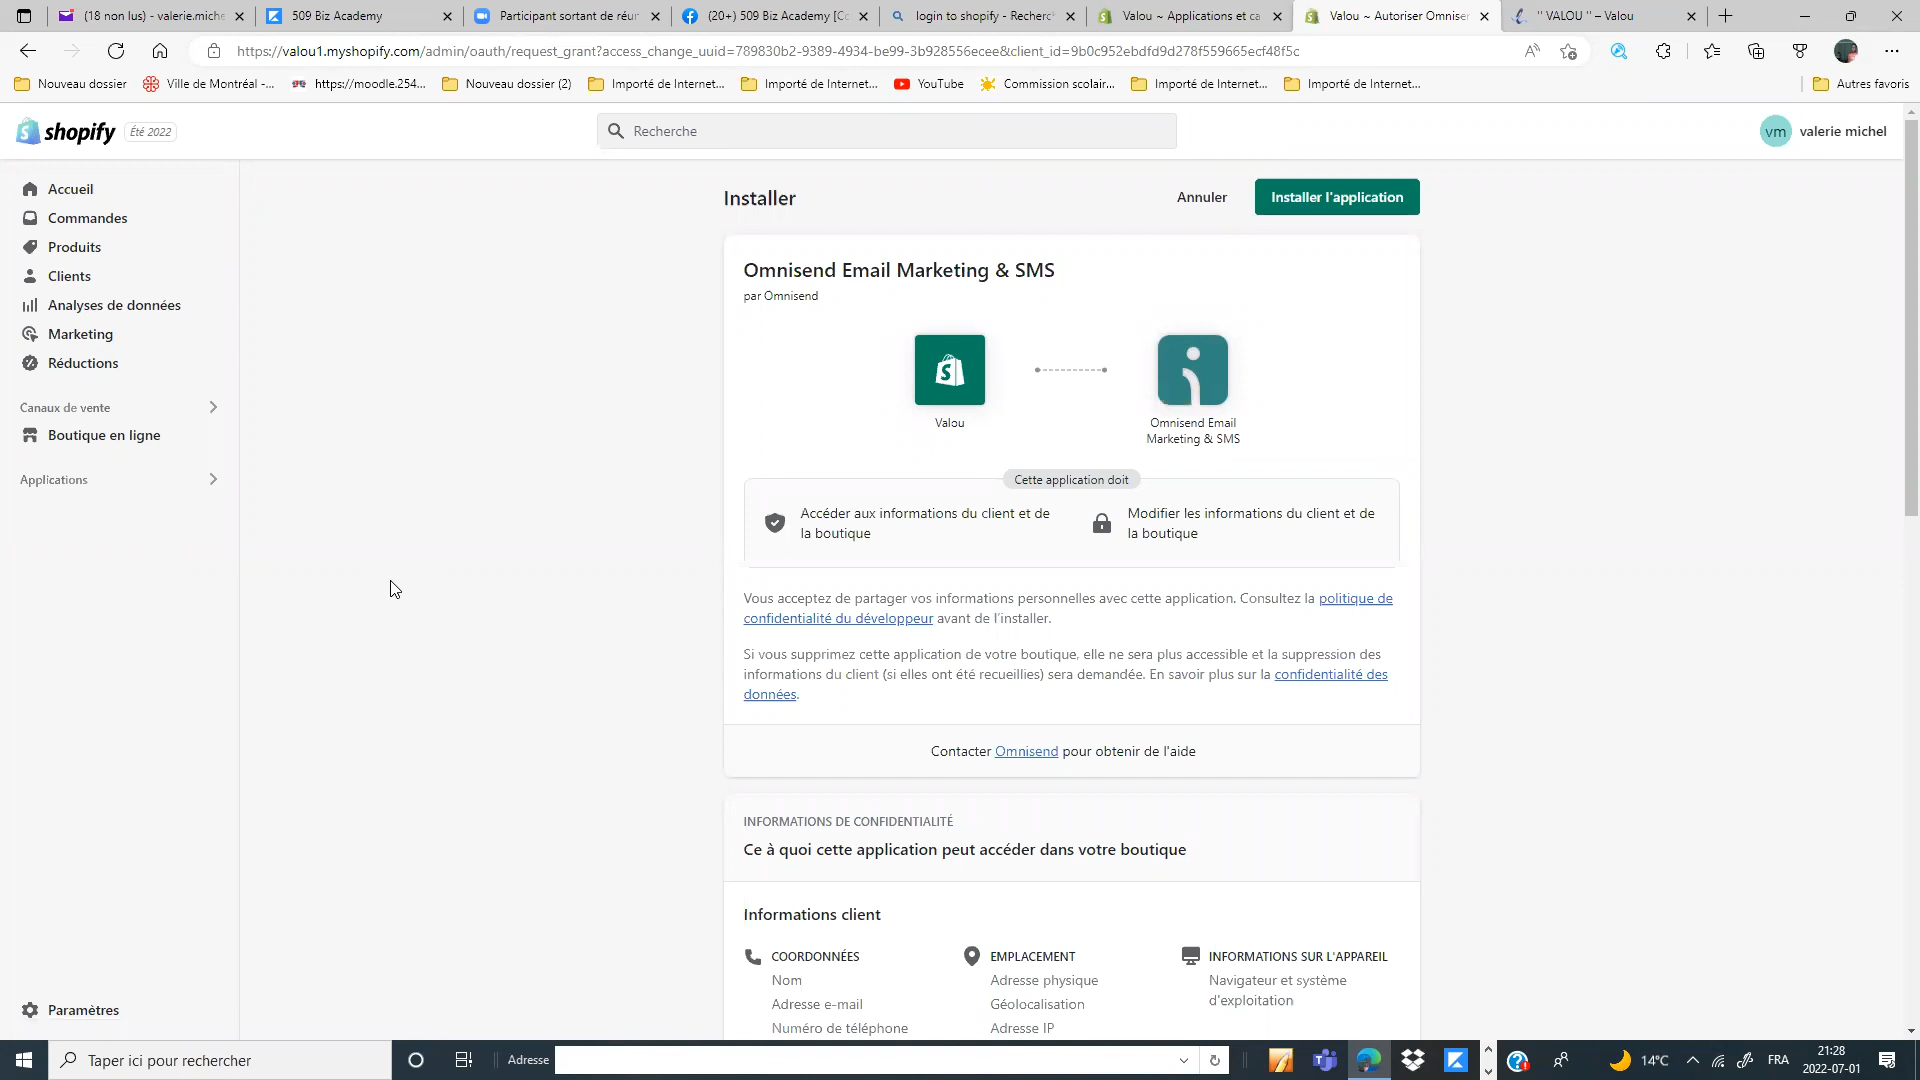 (18 non lus) - valerie.miche
509 Biz Academy
Participant sortant de réur
(20+) 509 Biz Academy [Co
login to shopify - Recherc
Valou ~ Applications et ca
Valou ~ Autoriser Omniser
" VALOU " – Valou
https://valou1.myshopify.com/admin/oauth/request_grant?access_change_uuid=789830b2-9389-4934-be99-3b928556ecee&client_id=9b0c952ebdfd9d278f559665ecf48f5c
Nouveau dossier
Ville de Montréal -...
https://moodle.254...
Nouveau dossier (2)
Importé de Internet...
Importé de Internet...
YouTube
Commission scolair...
Importé de Internet...
Importé de Internet...
Autres favoris
shopify
Été 2022
Recherche
vm
valerie michel
Accueil
Commandes
Produits
Clients
Analyses de données
Marketing
Réductions
Canaux de vente
Boutique en ligne
Applications
Paramètres
Installer
Annuler
Installer l'application
Omnisend Email Marketing & SMS
par Omnisend
Valou
Omnisend Email
Marketing & SMS
Cette application doit
Accéder aux informations du client et de
la boutique
Modifier les informations du client et de
la boutique
Vous acceptez de partager vos informations personnelles avec cette application. Consultez la politique de
confidentialité du développeur avant de l'installer.
Si vous supprimez cette application de votre boutique, elle ne sera plus accessible et la suppression des
informations du client (si elles ont été recueillies) sera demandée. En savoir plus sur la confidentialité des
données.
Contacter Omnisend pour obtenir de l'aide
INFORMATIONS DE CONFIDENTIALITÉ
Ce à quoi cette application peut accéder dans votre boutique
Informations client
COORDONNÉES
Nom
Adresse e-mail
Numéro de téléphone
EMPLACEMENT
Adresse physique
Géolocalisation
Adresse IP
INFORMATIONS SUR L'APPAREIL
Navigateur et système
d'exploitation
Taper ici pour rechercher
Adresse
14°C
FRA
21:28
2022-07-01